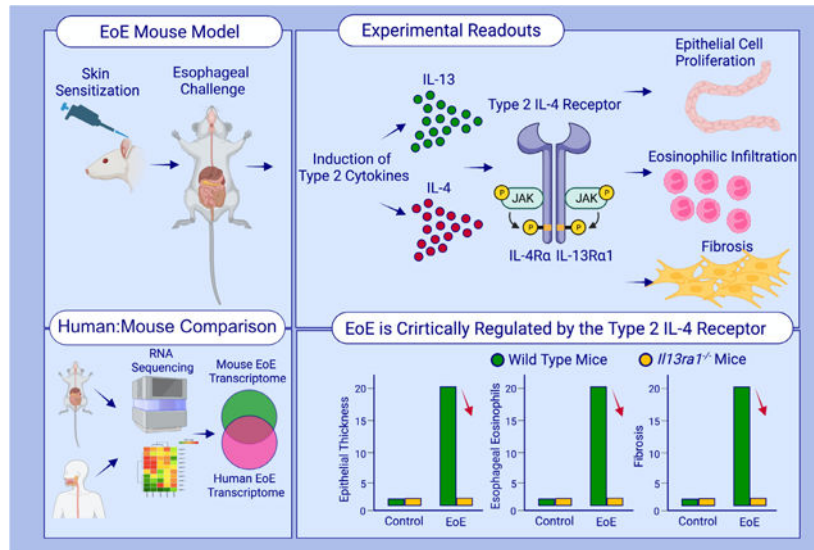 EoE Mouse Model
Skin
Sensitization
Esophageal
Challenge
Experimental Readouts
Induction of
Type 2 Cytokines
IL-13
IL-4
Type 2 IL-4 Receptor
P
JAK
JAK
P
P
P
IL-4Rα
IL-13Rα1
Epithelial Cell
Proliferation
Eosinophilic Infiltration
Fibrosis
Human:Mouse Comparison
RNA
Sequencing
Mouse EoE
Transcriptome
Human EoE
Transcriptome
EoE is Crirtically Regulated by the Type 2 IL-4 Receptor
Wild Type Mice
Il13ra1-/- Mice
Epithelial Thickness
20
15
10
5
0
Control
EoE
Esophageal Eosinophils
20
15
10
5
0
Control
EoE
Fibrosis
20
15
10
5
0
Control
EoE